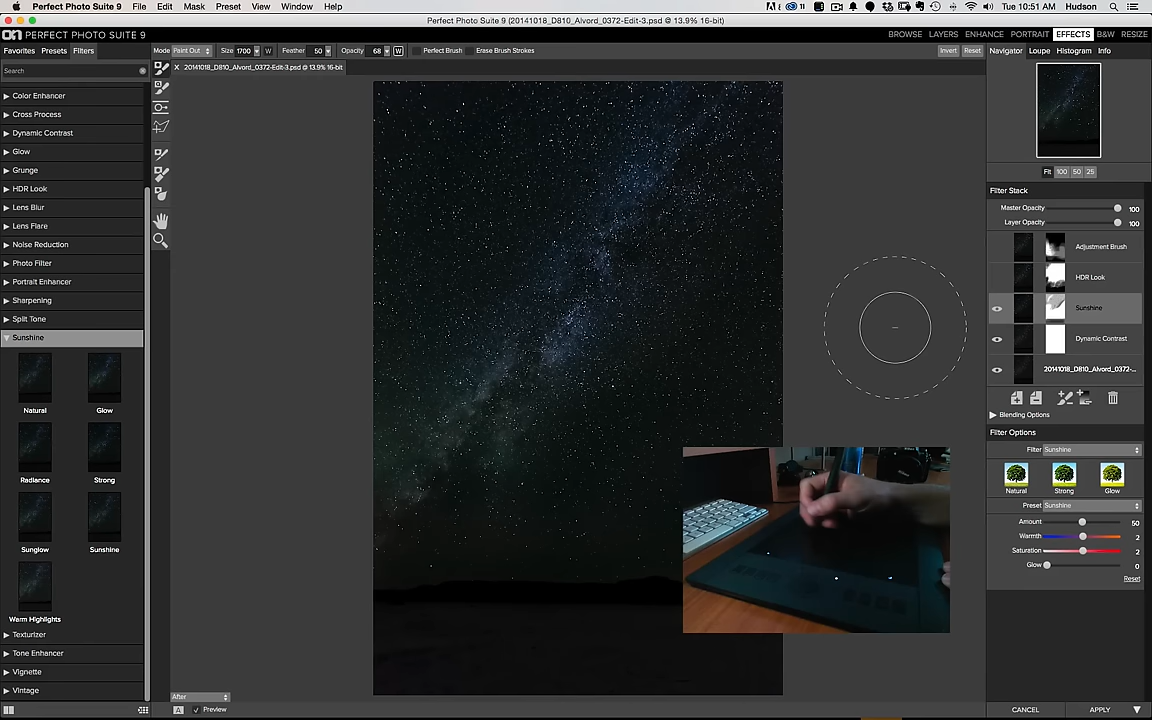 Perfect Photo Suite 9 File Edit Mask Preset View Window Help 11 Tue 10:51 AM Hudson
Perfect Photo Suite 9 (20141018_D810_Alvord_0372-Edit-3.psd @ 13.9% 16-bit)
PERFECT PHOTO SUITE 9 BROWSE LAYERS ENHANCE PORTRAIT EFFECTS B&W RESIZE
Favorites Presets Filters Mode Paint Out Size 1700 W Feather 50 Opacity 68 W Perfect Brush Erase Brush Strokes Invert Reset Navigator Loupe Histogram Info
Search
20141018_D810_Alvord_0372-Edit-3.psd @ 13.9% 16-bit
Color Enhancer
Cross Process
Dynamic Contrast
Glow
Grunge
HDR Look
Lens Blur
Lens Flare
Noise Reduction
Photo Filter
Portrait Enhancer
Sharpening
Split Tone
Sunshine
Natural Glow
Radiance Strong
Sunglow Sunshine
Warm Highlights
Texturizer
Tone Enhancer
Vignette
Vintage
After
A Preview
Fit 100 50 25
Filter Stack
Master Opacity 100
Layer Opacity 100
Adjustment Brush
HDR Look
Sunshine
Dynamic Contrast
20141018_D810_Alvord_0372-...
Blending Options
Filter Options
Filter Sunshine
Natural Strong Glow
Preset Sunshine
Amount 50
Warmth 2
Saturation 2
Glow 0
Reset
CANCEL APPLY